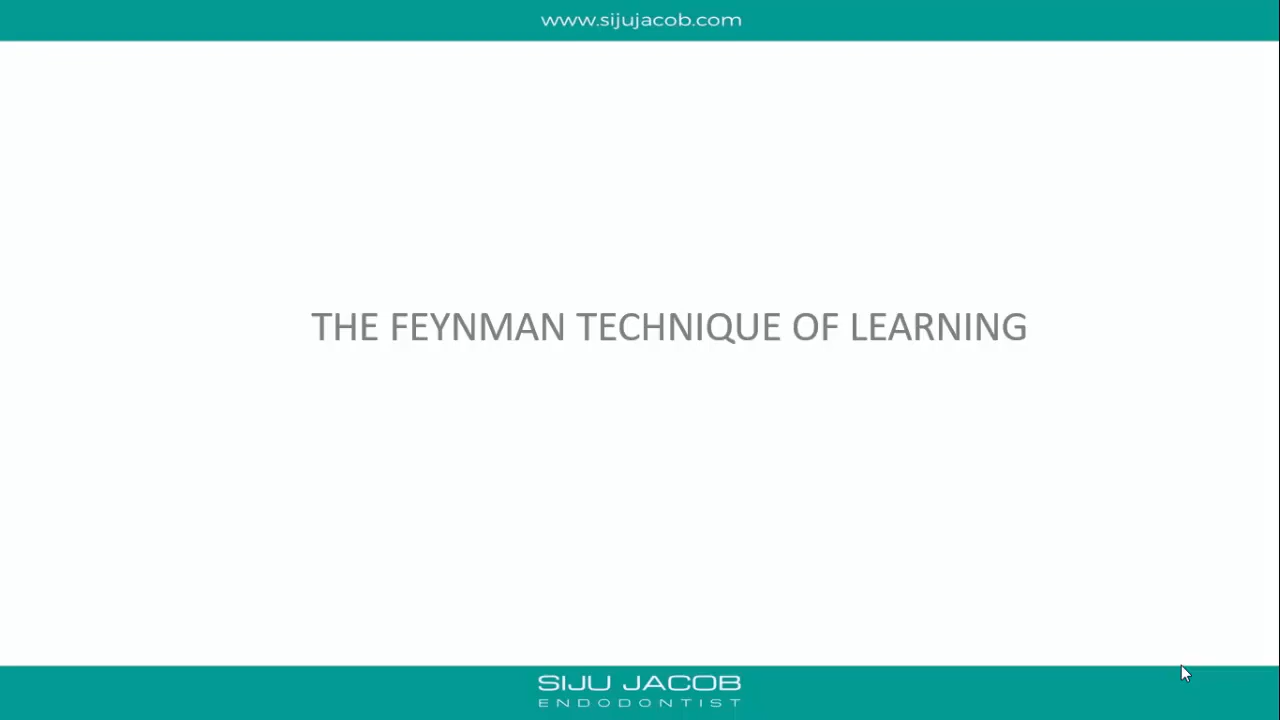 www.sijujacob.com
THE FEYNMAN TECHNIQUE OF LEARNING
SIJU JACOB
ENDODONTIST